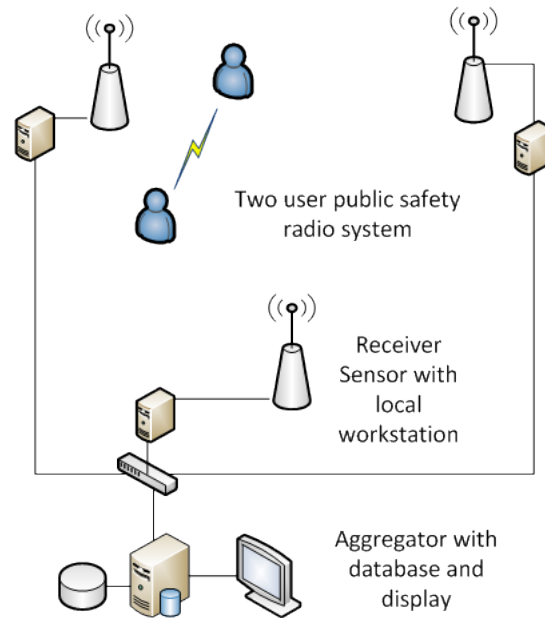 Two user public safety
radio system
Receiver
Sensor with
local
workstation
Aggregator with
database and
display